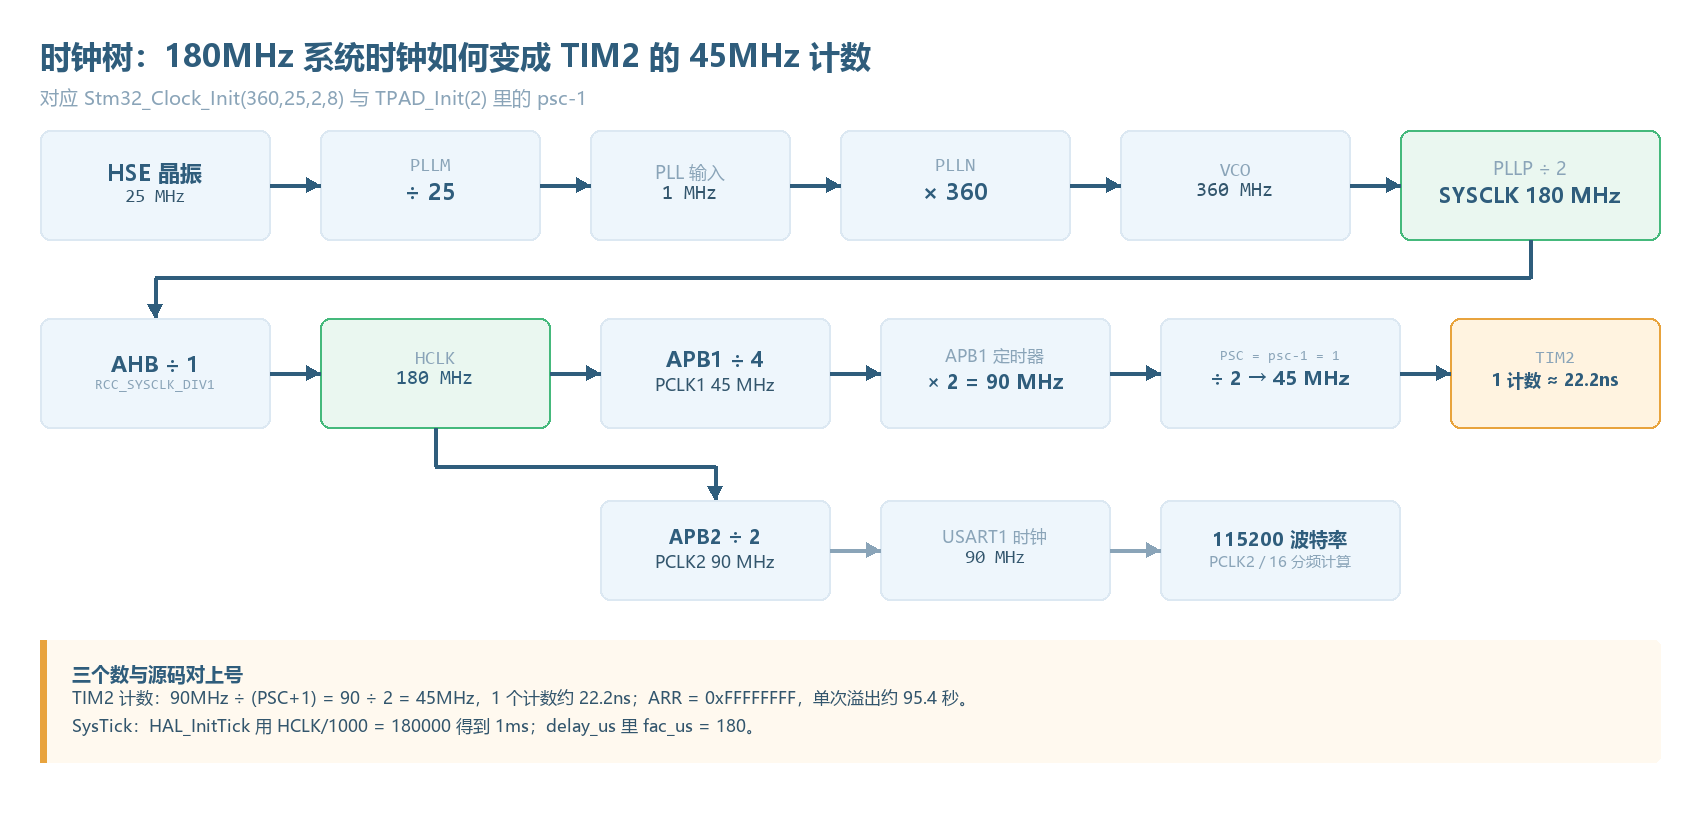 时钟树：180MHz 系统时钟如何变成 TIM2 的 45MHz 计数
对应 Stm32_Clock_Init(360,25,2,8) 与 TPAD_Init(2) 里的 psc-1
HSE 晶振
25 MHz
PLLM
÷ 25
PLL 输入
1 MHz
PLLN
× 360
VCO
360 MHz
PLLP ÷ 2
SYSCLK 180 MHz
AHB ÷ 1
RCC_SYSCLK_DIV1
HCLK
180 MHz
APB1 ÷ 4
PCLK1 45 MHz
APB1 定时器
× 2 = 90 MHz
PSC = psc-1 = 1
÷ 2 → 45 MHz
TIM2
1 计数 ≈ 22.2ns
APB2 ÷ 2
PCLK2 90 MHz
USART1 时钟
90 MHz
115200 波特率
PCLK2 / 16 分频计算
三个数与源码对上号
TIM2 计数：90MHz ÷ (PSC+1) = 90 ÷ 2 = 45MHz，1 个计数约 22.2ns；ARR = 0xFFFFFFFF，单次溢出约 95.4 秒。
SysTick：HAL_InitTick 用 HCLK/1000 = 180000 得到 1ms；delay_us 里 fac_us = 180。